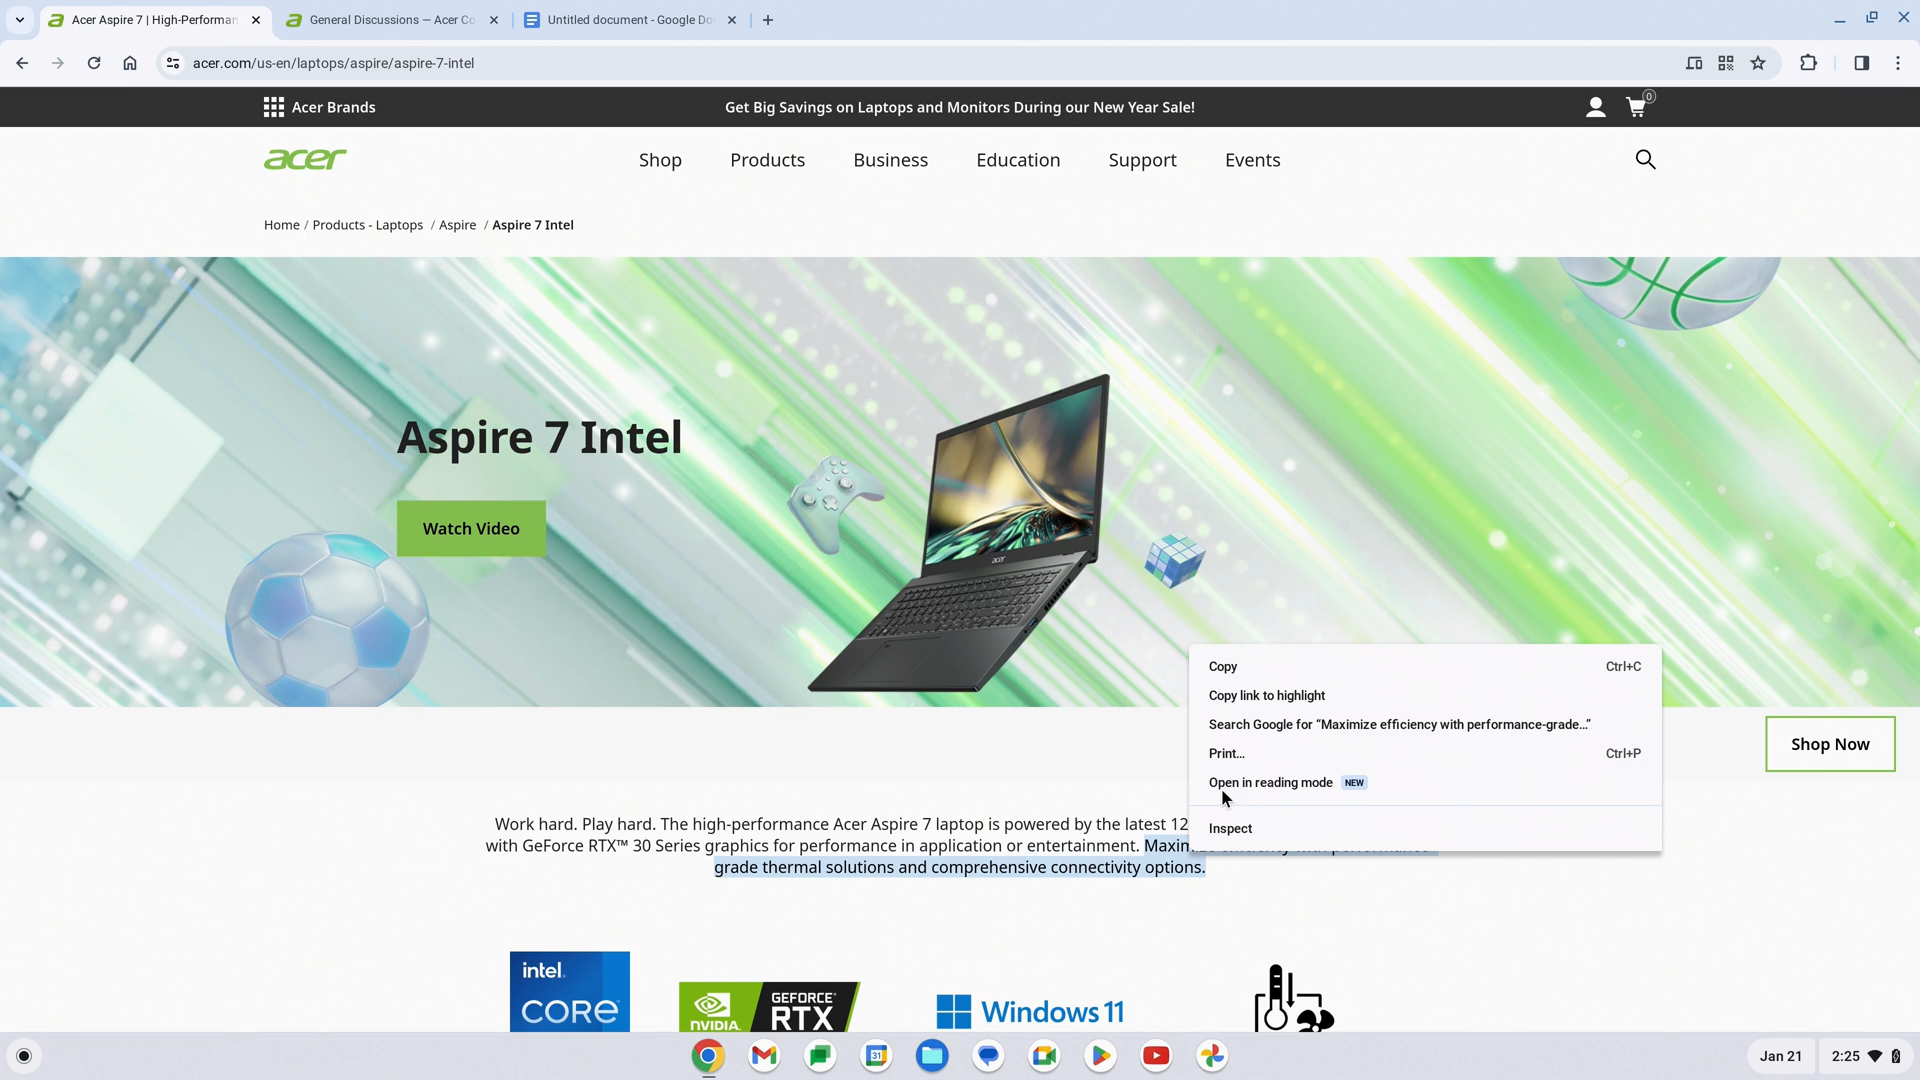 Acer Aspire 7 | High-Performan
General Discussions — Acer Co
Untitled document - Google Do
acer.com/us-en/laptops/aspire/aspire-7-intel
Acer Brands
Get Big Savings on Laptops and Monitors During our New Year Sale!
0
acer
Shop
Products
Business
Education
Support
Events
Home / Products - Laptops / Aspire / Aspire 7 Intel
Aspire 7 Intel
Watch Video
acer
Copy Ctrl+C
Copy link to highlight
Search Google for “Maximize efficiency with performance-grade...”
Print... Ctrl+P
Open in reading mode NEW
Inspect
Shop Now
Work hard. Play hard. The high-performance Acer Aspire 7 laptop is powered by the latest 12
with GeForce RTX™ 30 Series graphics for performance in application or entertainment.
grade thermal solutions and comprehensive connectivity options.
intel.
CORE
NVIDIA.
GEFORCE
RTX
Windows 11
31
Jan 21
2:25